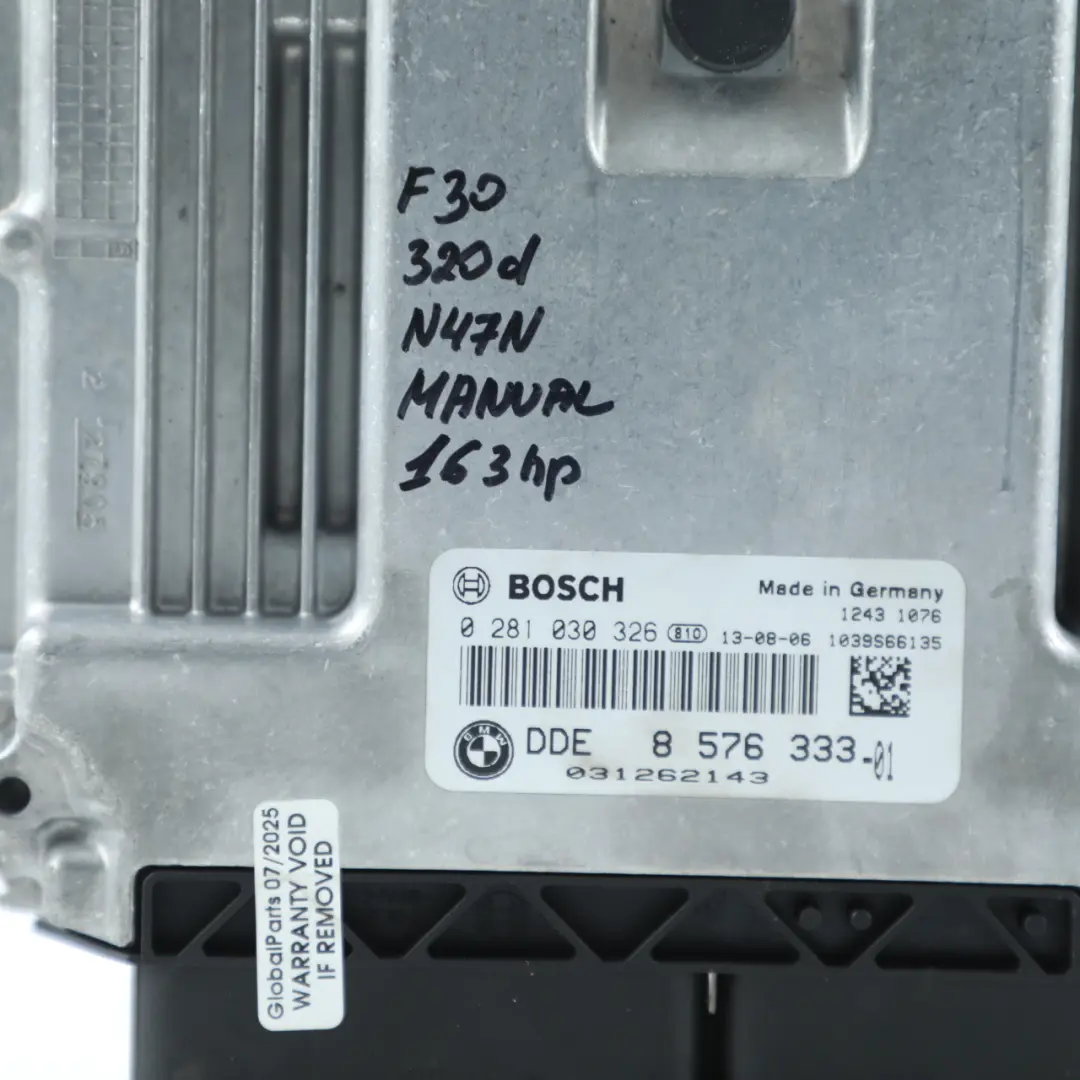 F30
320d
N47N
MANUAL
163hp
BOSCH
Made in Germany
1243 1076
0 281 030 326 810 13-08-06 1039S66135
BMW
DDE 8 576 333-01
031262143
GlobalParts 07/2025
WARRANTY VOID
IF REMOVED